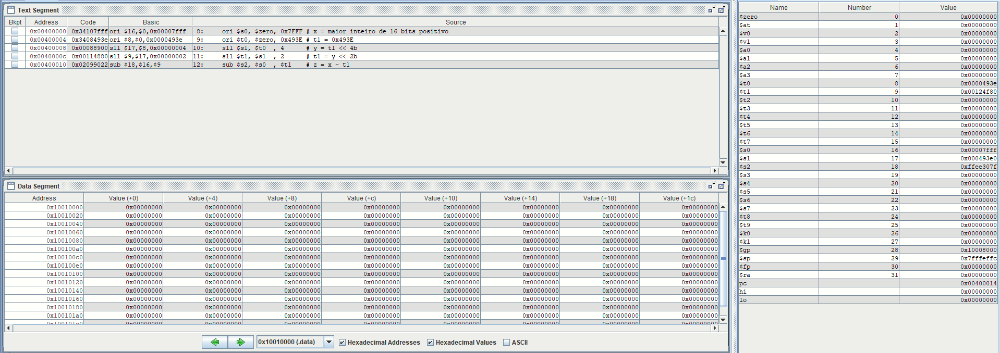 Text Segment
Bkpt Address Code Basic Source
0x00400000 0x34107fff ori $16,$0,0x00007fff 8: ori $s0, $zero, 0x7FFF # x = maior inteiro de 16 bits positivo
0x00400004 0x3408493e ori $8,$0,0x0000493e 9: ori $t0, $zero, 0x493E # t1 = 0x493E
0x00400008 0x00088900 sll $17,$8,0x00000004 10: sll $s1, $t0 , 4 # y = t1 << 4b
0x0040000c 0x00114880 sll $9,$17,0x00000002 11: sll $t1, $s1 , 2 # t1 = y << 2b
0x00400010 0x02099022 sub $18,$16,$9 12: sub $s2, $s0 , $t1 # z = x - t1
Data Segment
Address Value (+0) Value (+4) Value (+8) Value (+c) Value (+10) Value (+14) Value (+18) Value (+1c)
0x10010000 0x00000000 0x00000000 0x00000000 0x00000000 0x00000000 0x00000000 0x00000000 0x00000000
0x10010020 0x00000000 0x00000000 0x00000000 0x00000000 0x00000000 0x00000000 0x00000000 0x00000000
0x10010040 0x00000000 0x00000000 0x00000000 0x00000000 0x00000000 0x00000000 0x00000000 0x00000000
0x10010060 0x00000000 0x00000000 0x00000000 0x00000000 0x00000000 0x00000000 0x00000000 0x00000000
0x10010080 0x00000000 0x00000000 0x00000000 0x00000000 0x00000000 0x00000000 0x00000000 0x00000000
0x100100a0 0x00000000 0x00000000 0x00000000 0x00000000 0x00000000 0x00000000 0x00000000 0x00000000
0x100100c0 0x00000000 0x00000000 0x00000000 0x00000000 0x00000000 0x00000000 0x00000000 0x00000000
0x100100e0 0x00000000 0x00000000 0x00000000 0x00000000 0x00000000 0x00000000 0x00000000 0x00000000
0x10010100 0x00000000 0x00000000 0x00000000 0x00000000 0x00000000 0x00000000 0x00000000 0x00000000
0x10010120 0x00000000 0x00000000 0x00000000 0x00000000 0x00000000 0x00000000 0x00000000 0x00000000
0x10010140 0x00000000 0x00000000 0x00000000 0x00000000 0x00000000 0x00000000 0x00000000 0x00000000
0x10010160 0x00000000 0x00000000 0x00000000 0x00000000 0x00000000 0x00000000 0x00000000 0x00000000
0x10010180 0x00000000 0x00000000 0x00000000 0x00000000 0x00000000 0x00000000 0x00000000 0x00000000
0x100101a0 0x00000000 0x00000000 0x00000000 0x00000000 0x00000000 0x00000000 0x00000000 0x00000000
0x10010000 (.data) Hexadecimal Addresses Hexadecimal Values ASCII
Name Number Value
$zero 0 0x00000000
$at 1 0x00000000
$v0 2 0x00000000
$v1 3 0x00000000
$a0 4 0x00000000
$a1 5 0x00000000
$a2 6 0x00000000
$a3 7 0x00000000
$t0 8 0x0000493e
$t1 9 0x00124f80
$t2 10 0x00000000
$t3 11 0x00000000
$t4 12 0x00000000
$t5 13 0x00000000
$t6 14 0x00000000
$t7 15 0x00000000
$s0 16 0x00007fff
$s1 17 0x000493e0
$s2 18 0xffee307f
$s3 19 0x00000000
$s4 20 0x00000000
$s5 21 0x00000000
$s6 22 0x00000000
$s7 23 0x00000000
$t8 24 0x00000000
$t9 25 0x00000000
$k0 26 0x00000000
$k1 27 0x00000000
$gp 28 0x10008000
$sp 29 0x7fffeffc
$fp 30 0x00000000
$ra 31 0x00000000
pc 0x00400014
hi 0x00000000
lo 0x00000000